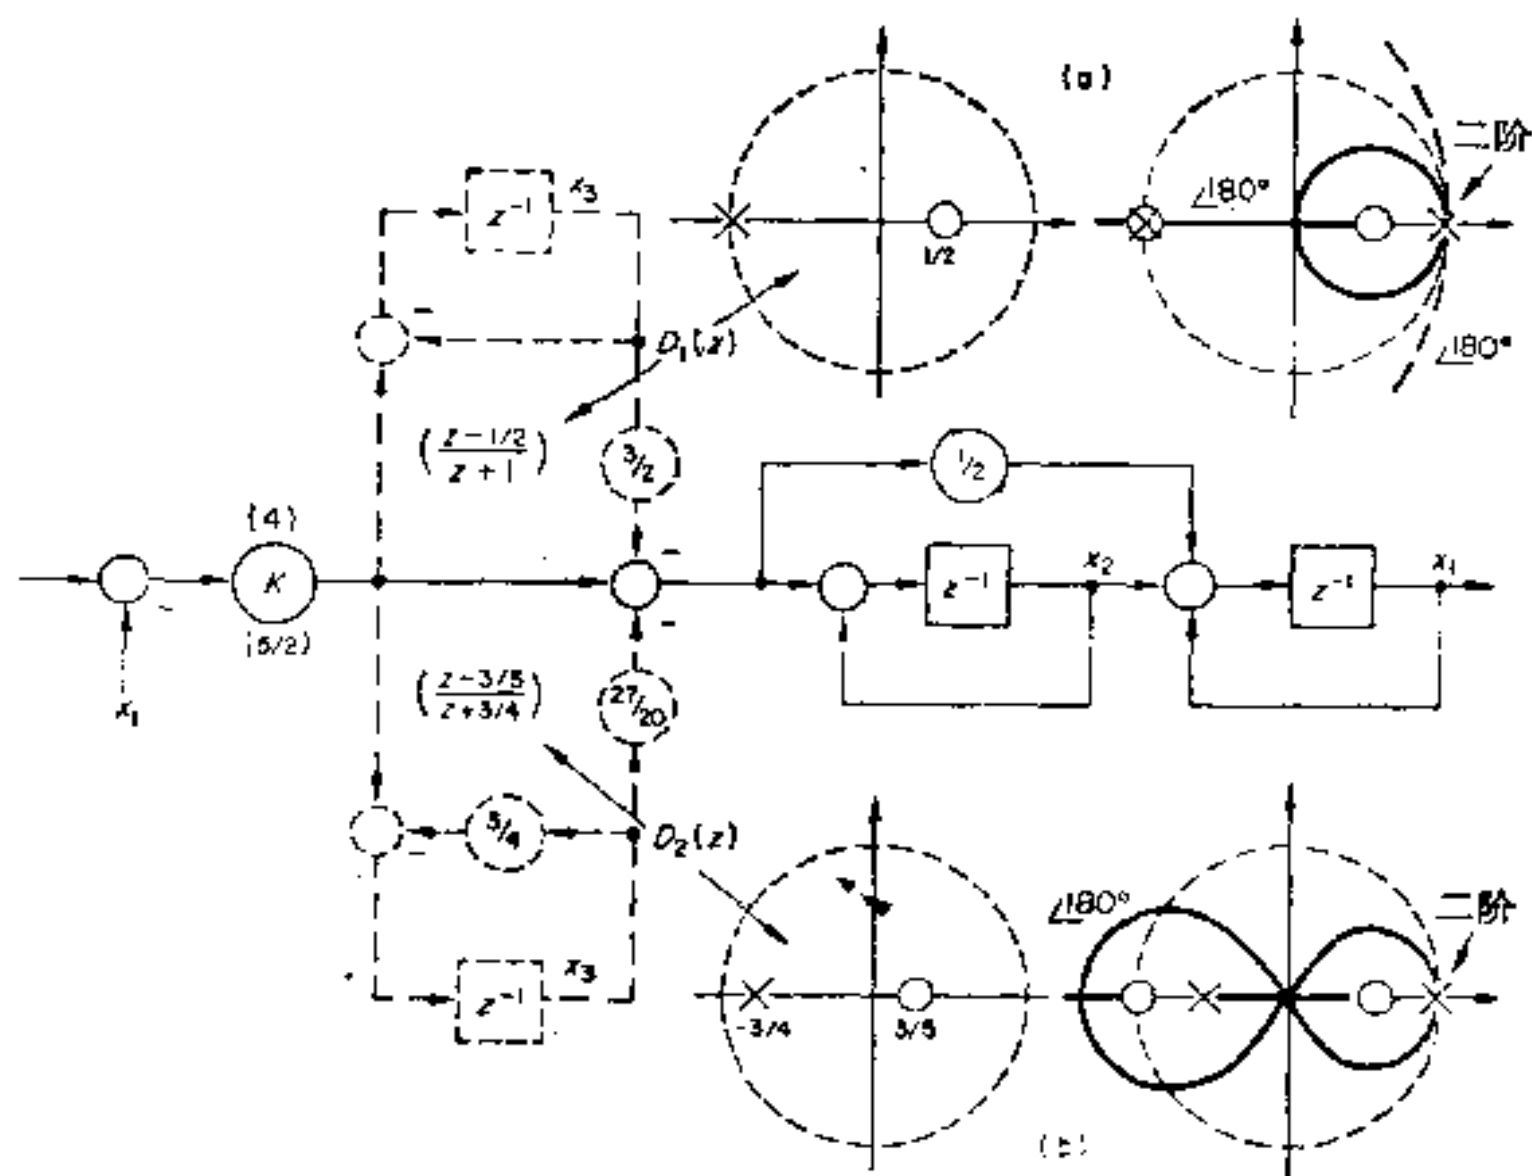 (a)
二阶
∠180°
1/2
∠180°
z⁻¹
x₃
−
D₁(z)
(z−1/2 / z+1)
3/2
−
1/2
(4)
K
(5/2)
−
x₁
z⁻¹
x₂
z⁻¹
x₁
−
(z−3/5 / z+3/4)
27/20
D₂(z)
−
z⁻¹
x₃
−3/4
3/5
∠180°
二阶
(b)